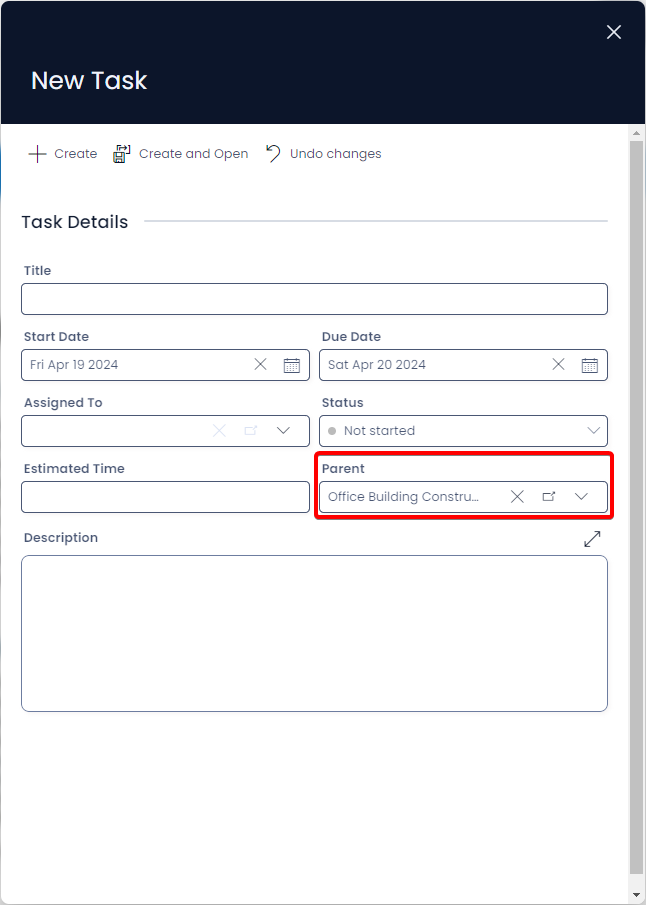 New Task
Create Create and Open Undo changes
Task Details
Title
Start Date Due Date
Fri Apr 19 2024 Sat Apr 20 2024
Assigned To Status
Not started
Estimated Time Parent
Office Building Constru...
Description